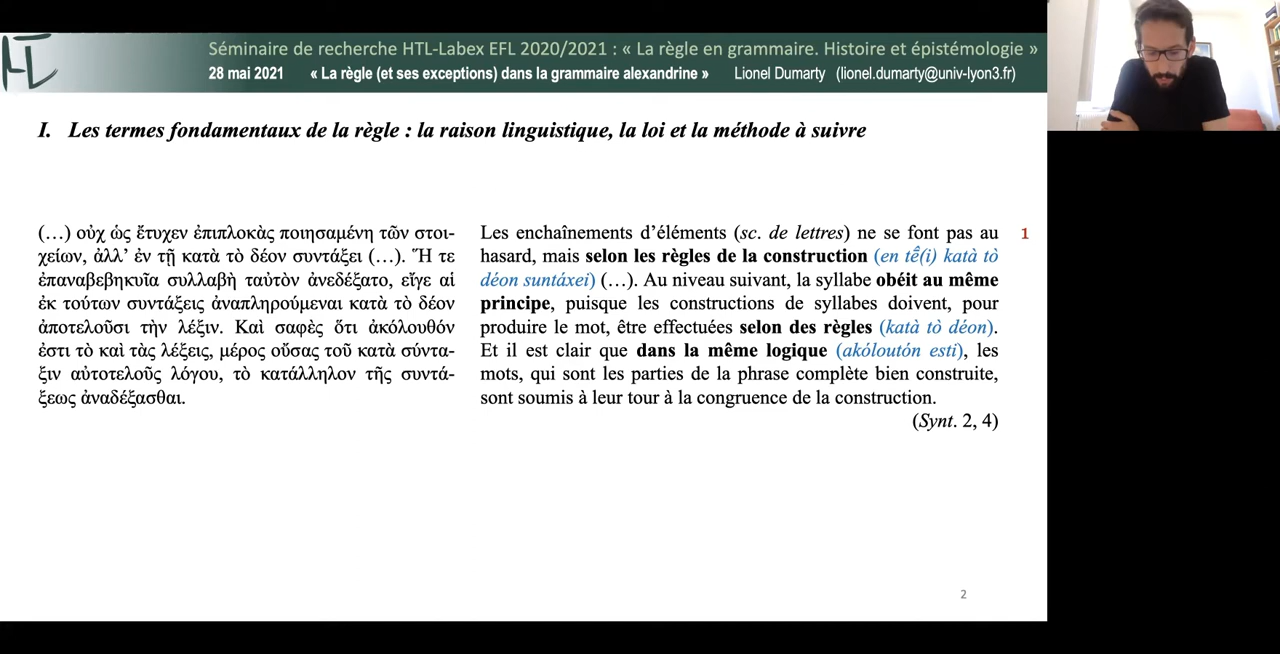 HTL
Séminaire de recherche HTL-Labex EFL 2020/2021 : « La règle en grammaire. Histoire et épistémologie »
28 mai 2021 « La règle (et ses exceptions) dans la grammaire alexandrine » Lionel Dumarty (lionel.dumarty@univ-lyon3.fr)
I. Les termes fondamentaux de la règle : la raison linguistique, la loi et la méthode à suivre
(…) οὐχ ὡς ἔτυχεν ἐπιπλοκὰς ποιησαμένη τῶν στοι-
χείων, ἀλλ’ ἐν τῇ κατὰ τὸ δέον συντάξει (…). Ἥ τε
ἐπαναβεβηκυῖα συλλαβὴ ταὐτὸν ἀνεδέξατο, εἴγε αἱ
ἐκ τούτων συντάξεις ἀναπληρούμεναι κατὰ τὸ δέον
ἀποτελοῦσι τὴν λέξιν. Καὶ σαφὲς ὅτι ἀκόλουθόν
ἐστι τὸ καὶ τὰς λέξεις, μέρος οὔσας τοῦ κατὰ σύντα-
ξιν αὐτοτελοῦς λόγου, τὸ κατάλληλον τῆς συντά-
ξεως ἀναδέξασθαι.
Les enchaînements d’éléments (sc. de lettres) ne se font pas au
hasard, mais selon les règles de la construction (en tē̂(i) katà tò
déon suntáxei) (…). Au niveau suivant, la syllabe obéit au même
principe, puisque les constructions de syllabes doivent, pour
produire le mot, être effectuées selon des règles (katà tò déon).
Et il est clair que dans la même logique (akóloutón esti), les
mots, qui sont les parties de la phrase complète bien construite,
sont soumis à leur tour à la congruence de la construction.
(Synt. 2, 4)
1
2